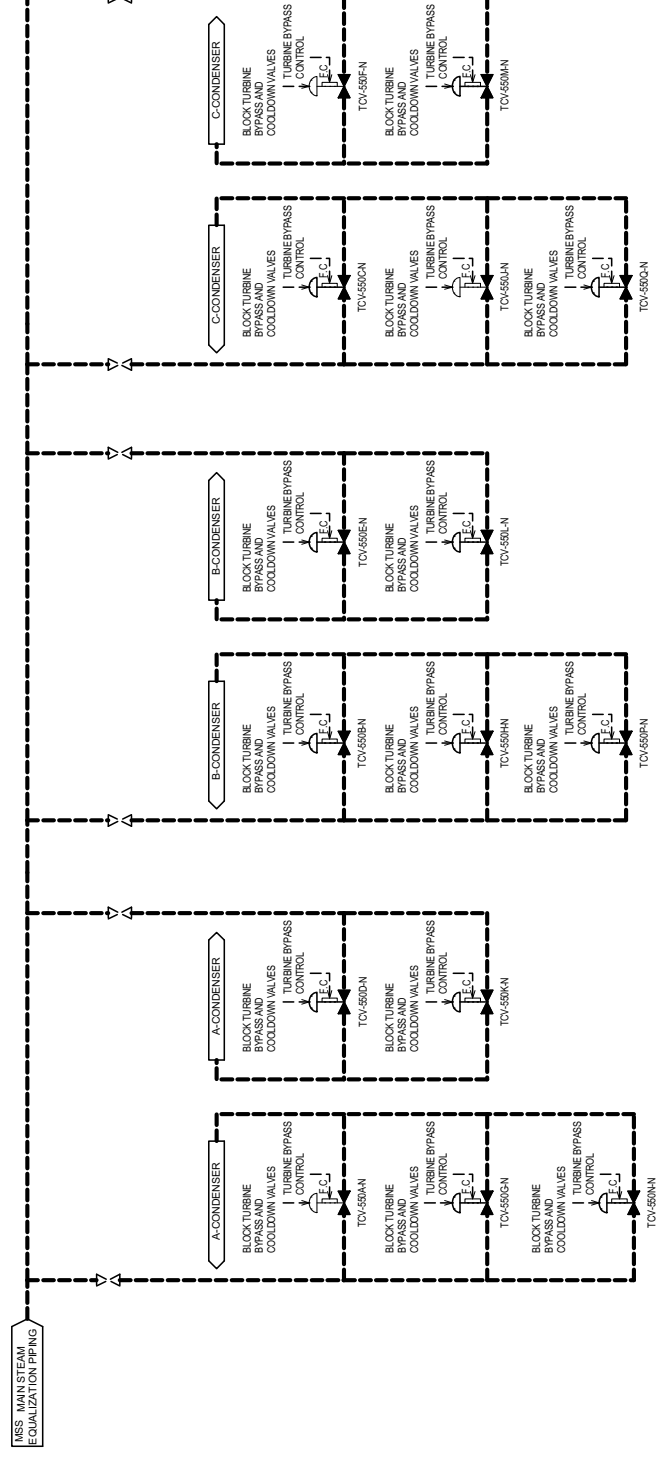 MSS MAIN STEAM
EQUALIZATION PIPING
A-CONDENSER
BLOCK TURBINE
BYPASS AND
COOLDOWN VALVES
TURBINE BYPASS
CONTROL
F.C.
TCV-550A-N
BLOCK TURBINE
BYPASS AND
COOLDOWN VALVES
TURBINE BYPASS
CONTROL
F.C.
TCV-550G-N
BLOCK TURBINE
BYPASS AND
COOLDOWN VALVES
TURBINE BYPASS
CONTROL
F.C.
TCV-550N-N
A-CONDENSER
BLOCK TURBINE
BYPASS AND
COOLDOWN VALVES
TURBINE BYPASS
CONTROL
F.C.
TCV-550D-N
BLOCK TURBINE
BYPASS AND
COOLDOWN VALVES
TURBINE BYPASS
CONTROL
F.C.
TCV-550K-N
B-CONDENSER
BLOCK TURBINE
BYPASS AND
COOLDOWN VALVES
TURBINE BYPASS
CONTROL
F.C.
TCV-550B-N
BLOCK TURBINE
BYPASS AND
COOLDOWN VALVES
TURBINE BYPASS
CONTROL
F.C.
TCV-550H-N
BLOCK TURBINE
BYPASS AND
COOLDOWN VALVES
TURBINE BYPASS
CONTROL
F.C.
TCV-550P-N
B-CONDENSER
BLOCK TURBINE
BYPASS AND
COOLDOWN VALVES
TURBINE BYPASS
CONTROL
F.C.
TCV-550E-N
BLOCK TURBINE
BYPASS AND
COOLDOWN VALVES
TURBINE BYPASS
CONTROL
F.C.
TCV-550L-N
C-CONDENSER
BLOCK TURBINE
BYPASS AND
COOLDOWN VALVES
TURBINE BYPASS
CONTROL
F.C.
TCV-550C-N
BLOCK TURBINE
BYPASS AND
COOLDOWN VALVES
TURBINE BYPASS
CONTROL
F.C.
TCV-550J-N
BLOCK TURBINE
BYPASS AND
COOLDOWN VALVES
TURBINE BYPASS
CONTROL
F.C.
TCV-550Q-N
C-CONDENSER
BLOCK TURBINE
BYPASS AND
COOLDOWN VALVES
TURBINE BYPASS
CONTROL
F.C.
TCV-550F-N
BLOCK TURBINE
BYPASS AND
COOLDOWN VALVES
TURBINE BYPASS
CONTROL
F.C.
TCV-550M-N